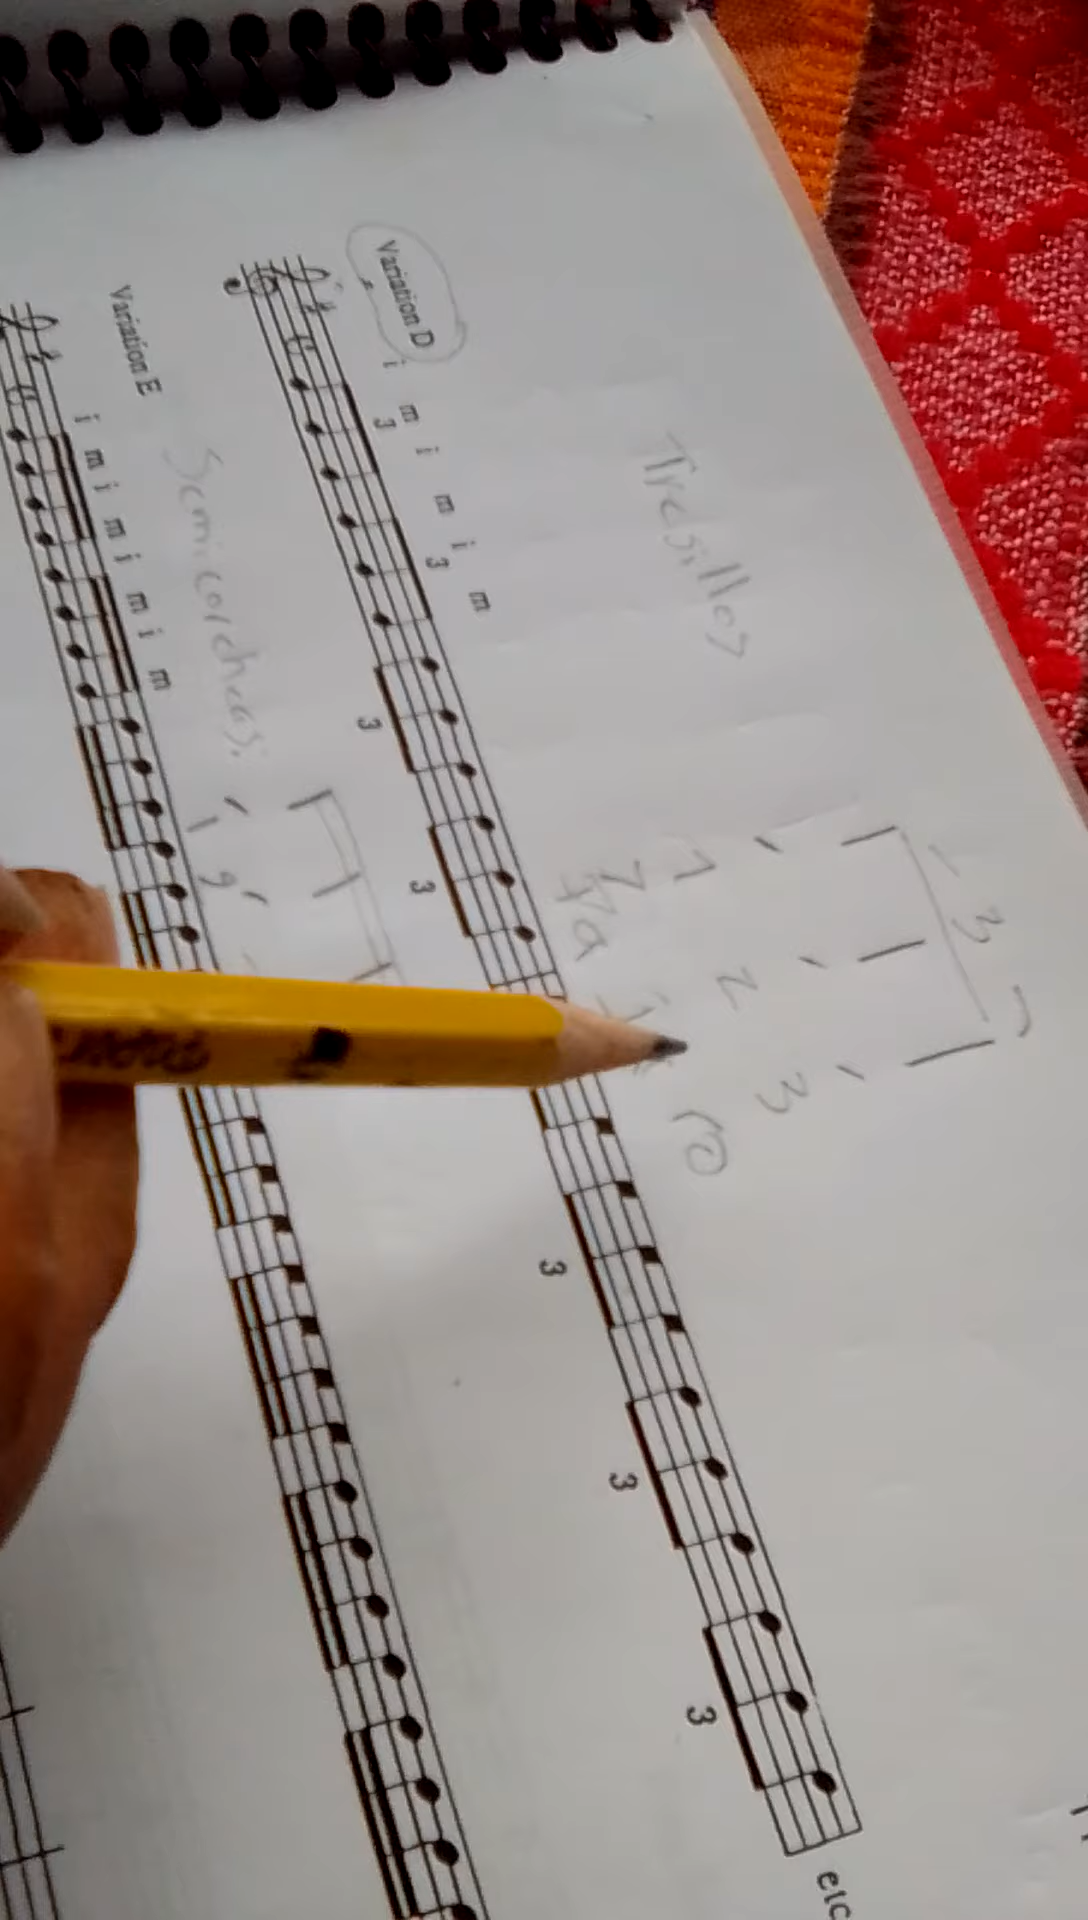 Tresillos
3
1 2 3
Variation D
i m i m i m
3 3 3 3 3 3 3
etc
Semicorcheas:
Variation E
i m i m i m i m